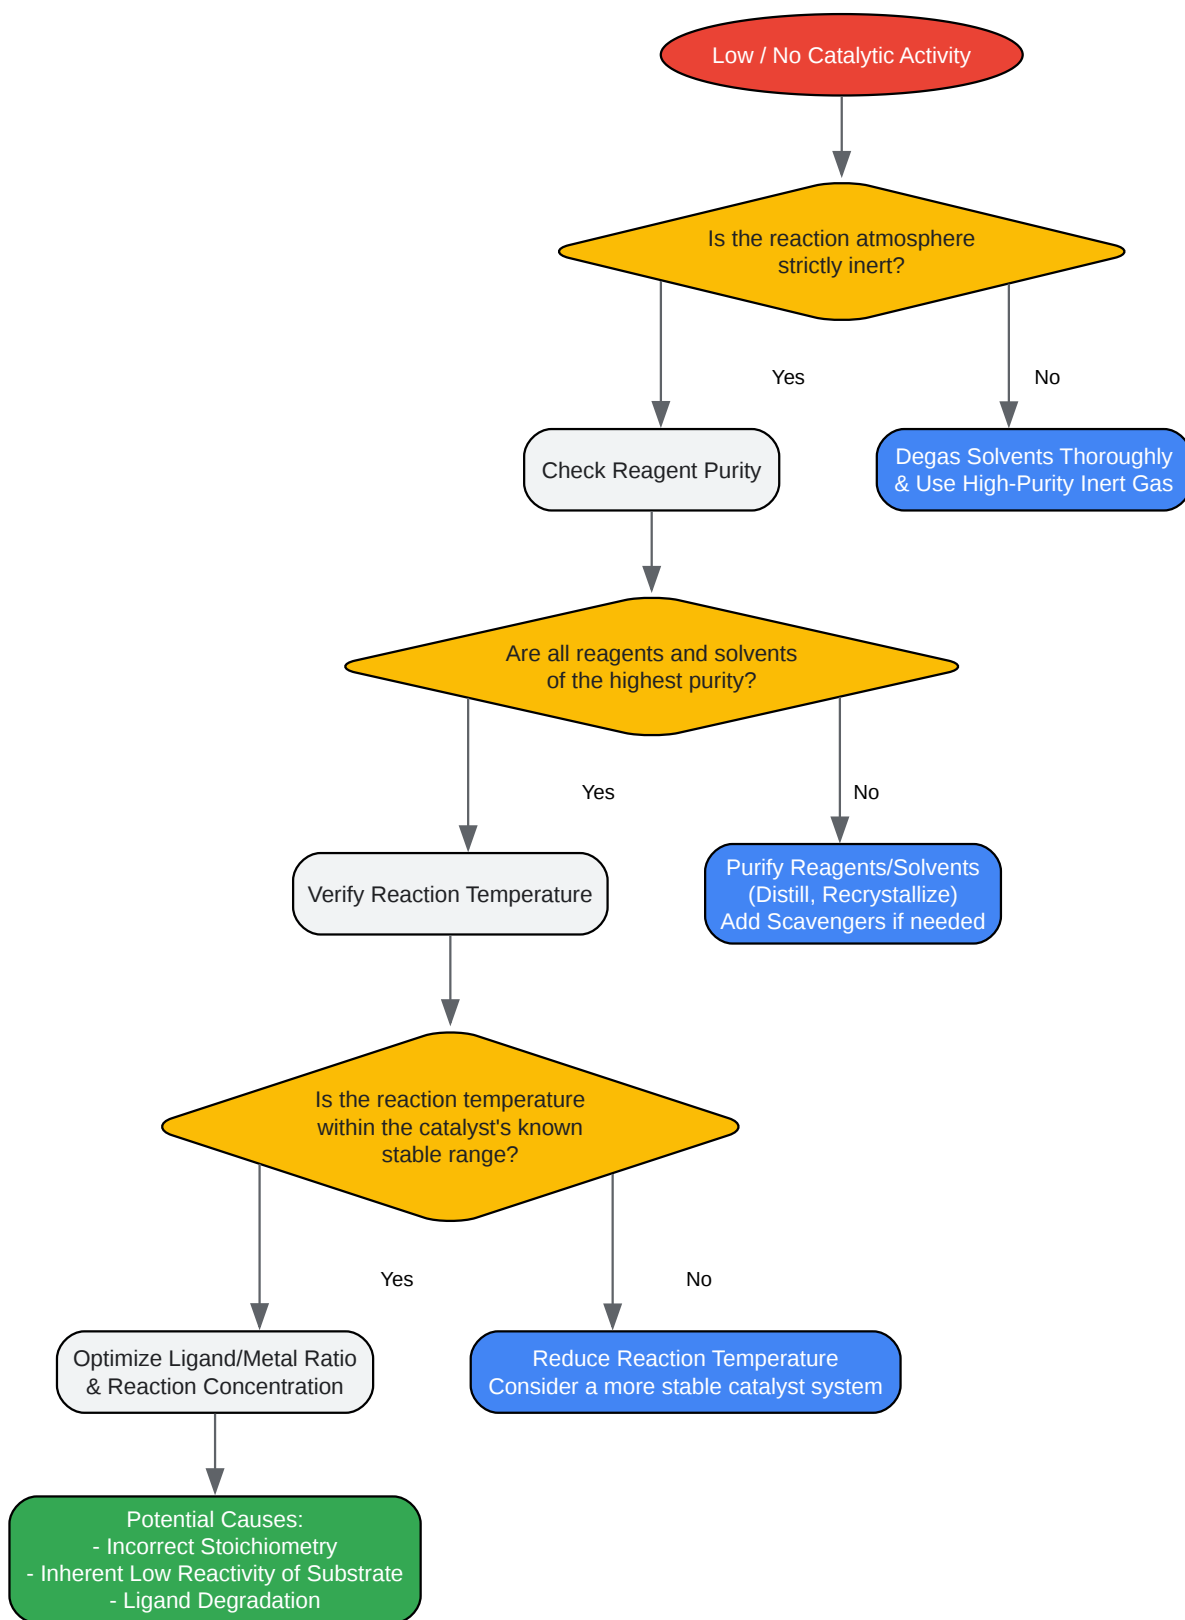 Low / No Catalytic Activity
Is the reaction atmosphere
strictly inert?
Yes
No
Check Reagent Purity
Degas Solvents Thoroughly
& Use High-Purity Inert Gas
Are all reagents and solvents
of the highest purity?
Yes
No
Verify Reaction Temperature
Purify Reagents/Solvents
(Distill, Recrystallize)
Add Scavengers if needed
Is the reaction temperature
within the catalyst's known
stable range?
Yes
No
Optimize Ligand/Metal Ratio
& Reaction Concentration
Reduce Reaction Temperature
Consider a more stable catalyst system
Potential Causes:
- Incorrect Stoichiometry
- Inherent Low Reactivity of Substrate
- Ligand Degradation